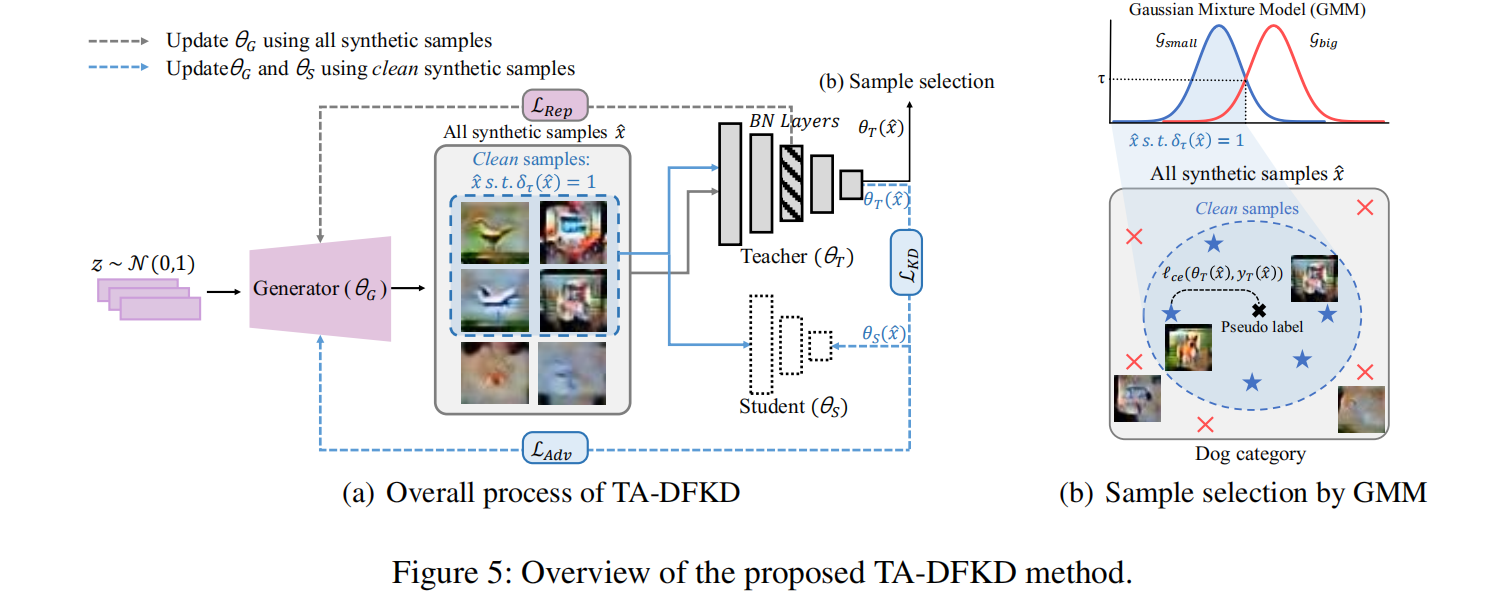 Update θ_G using all synthetic samples
Updateθ_G and θ_S using clean synthetic samples
ℒ_Rep
All synthetic samples x̂
Clean samples:
x̂ s.t. δ_τ(x̂) = 1
z ~ 𝒩(0,1)
Generator (θ_G)
BN Layers
(b) Sample selection
θ_T(x̂)
θ_T(x̂)
Teacher (θ_T)
ℒ_KD
θ_S(x̂)
Student (θ_S)
ℒ_Adv
(a) Overall process of TA-DFKD
Gaussian Mixture Model (GMM)
𝒢_small
𝒢_big
τ
x̂ s.t. δ_τ(x̂) = 1
All synthetic samples x̂
Clean samples
ℓ_ce(θ_T(x̂), y_T(x̂))
Pseudo label
Dog category
(b) Sample selection by GMM
Figure 5: Overview of the proposed TA-DFKD method.